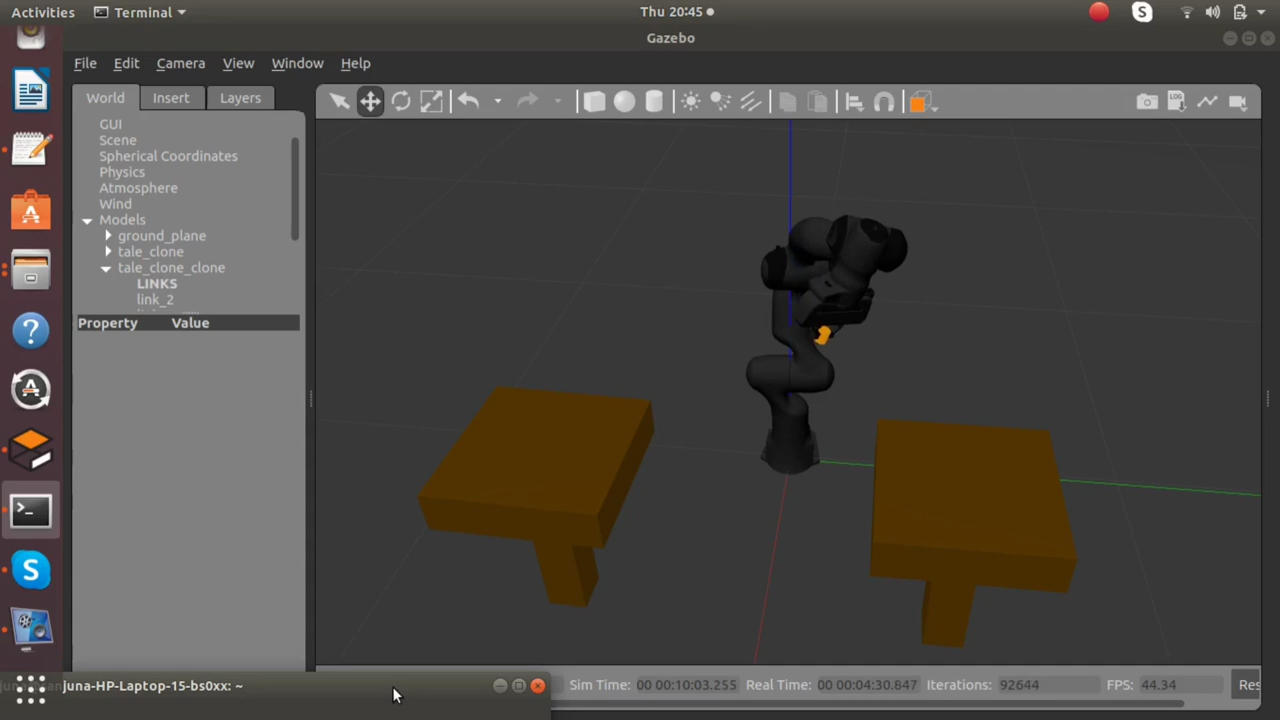 Activities Terminal Thu 20:45
Gazebo
File Edit Camera View Window Help
World Insert Layers
GUI
Scene
Spherical Coordinates
Physics
Atmosphere
Wind
Models
ground_plane
tale_clone
tale_clone_clone
LINKS
link_2
Property Value
juna-HP-Laptop-15-bs0xx: ~
Sim Time: 00 00:10:03.255 Real Time: 00 00:04:30.847 Iterations: 92644 FPS: 44.34 Res